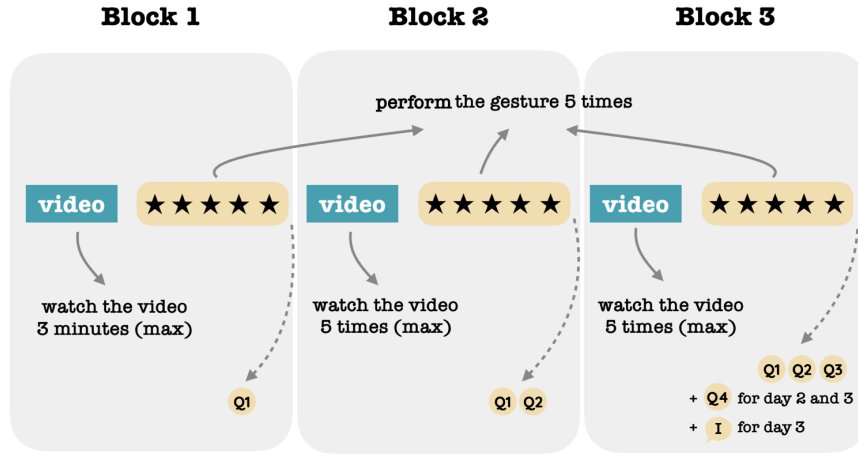 Block 1
Block 2
Block 3
perform the gesture 5 times
video
video
video
watch the video
3 minutes (max)
watch the video
5 times (max)
watch the video
5 times (max)
Q1
Q1 Q2
Q1 Q2 Q3
+ Q4 for day 2 and 3
+ I for day 3